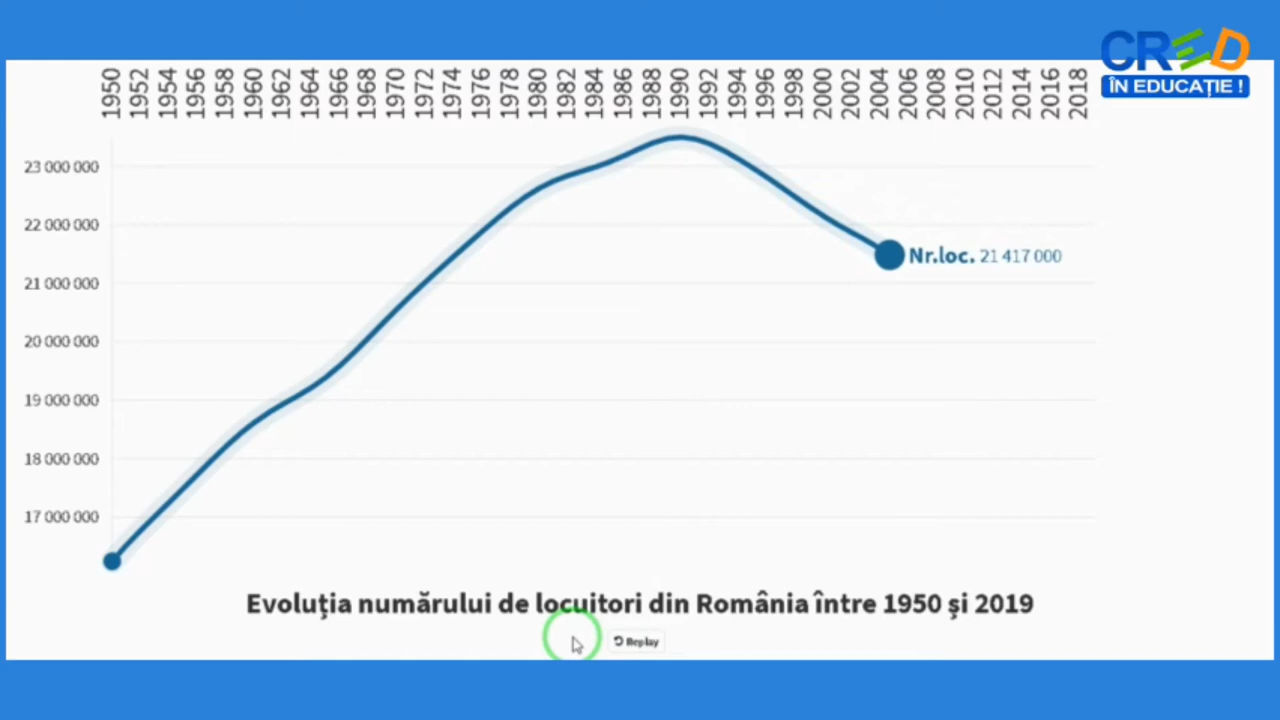 CRED
ÎN EDUCAȚIE !
1950 1952 1954 1956 1958 1960 1962 1964 1966 1968 1970 1972 1974 1976 1978 1980 1982 1984 1986 1988 1990 1992 1994 1996 1998 2000 2002 2004 2006 2008 2010 2012 2014 2016 2018
23 000 000
22 000 000
Nr.loc. 21 417 000
21 000 000
20 000 000
19 000 000
18 000 000
17 000 000
Evoluția numărului de locuitori din România între 1950 și 2019
Replay